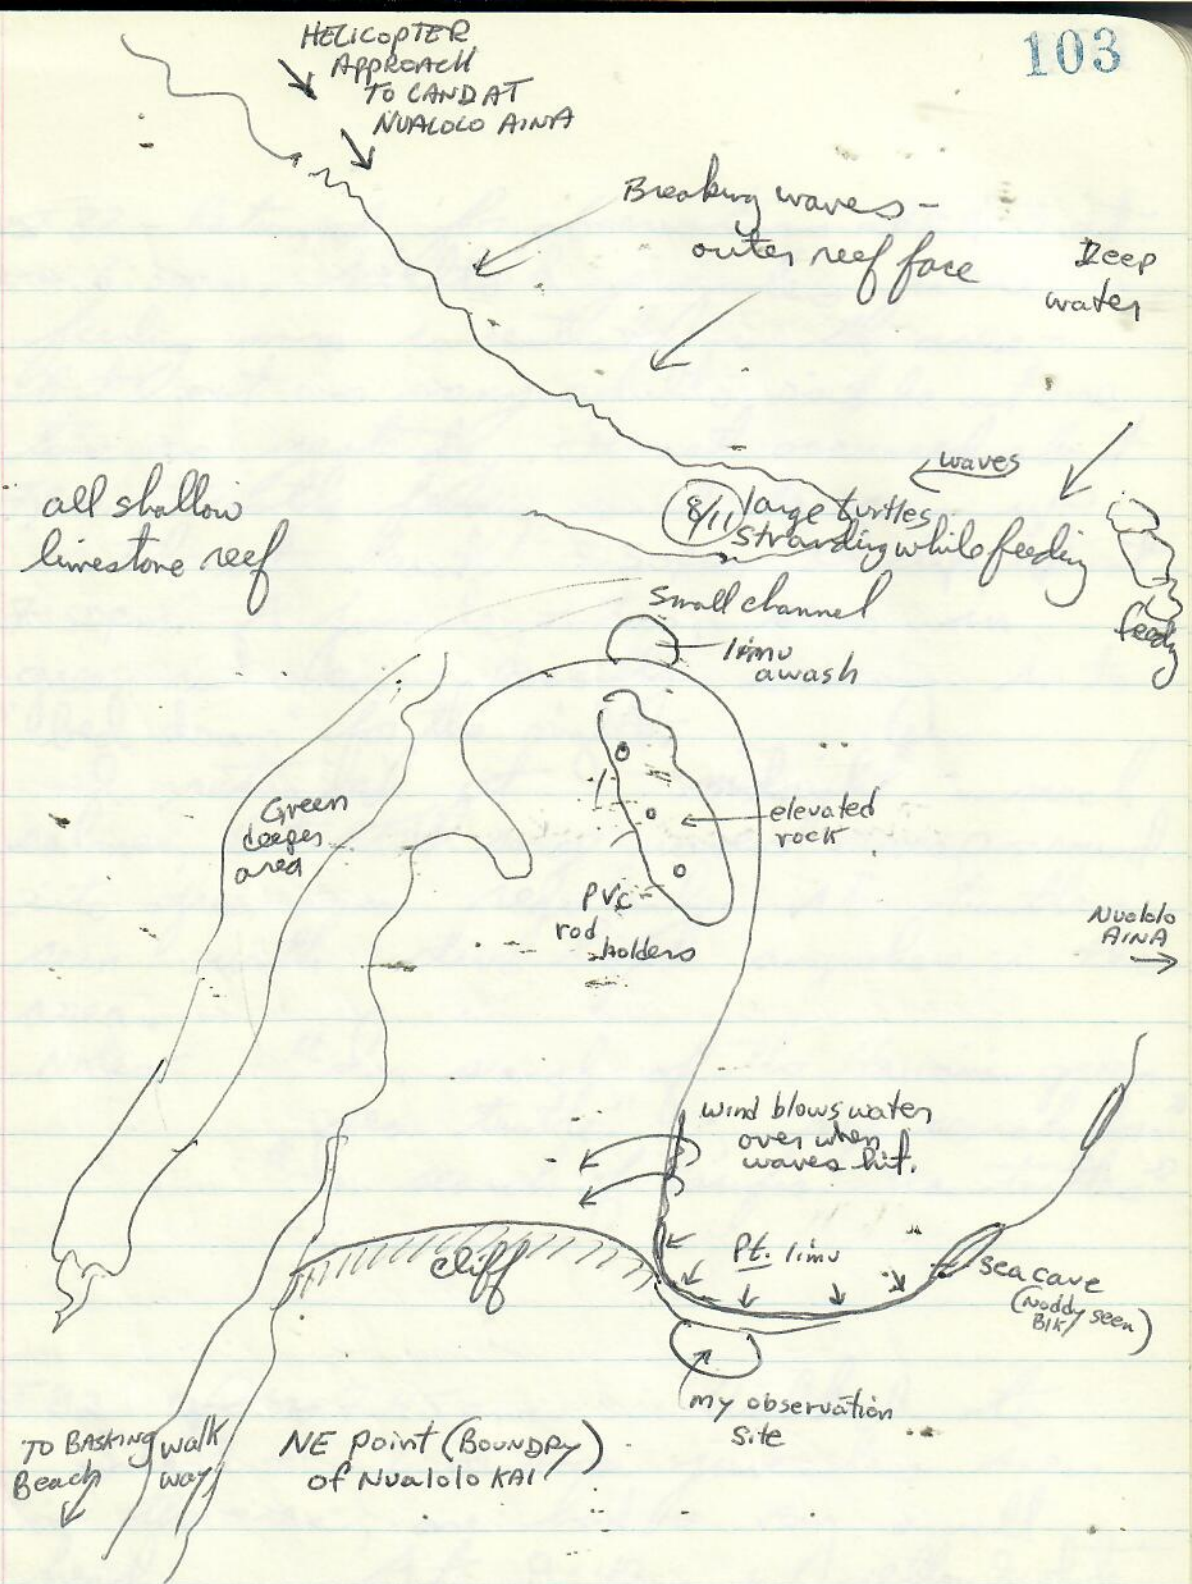 103
HELICOPTER
APPROACH
TO LAND AT
NUALOLO AINA
Breaking waves -
outer reef face
Deep
water
waves
all shallow
limestone reef
8/11 large turtles
stranding while feeding
feedy
small channel
limu
awash
Green
deeper
area
elevated
rock
PVC
rod
holders
Nualolo
AINA
wind blows water
over when
waves hit.
cliff
Pt. limu
sea cave
(Noddy seen
Blk)
my observation
site
TO BASKING
Beach
walk
way
NE point (BOUNDRY)
of Nualolo KAI